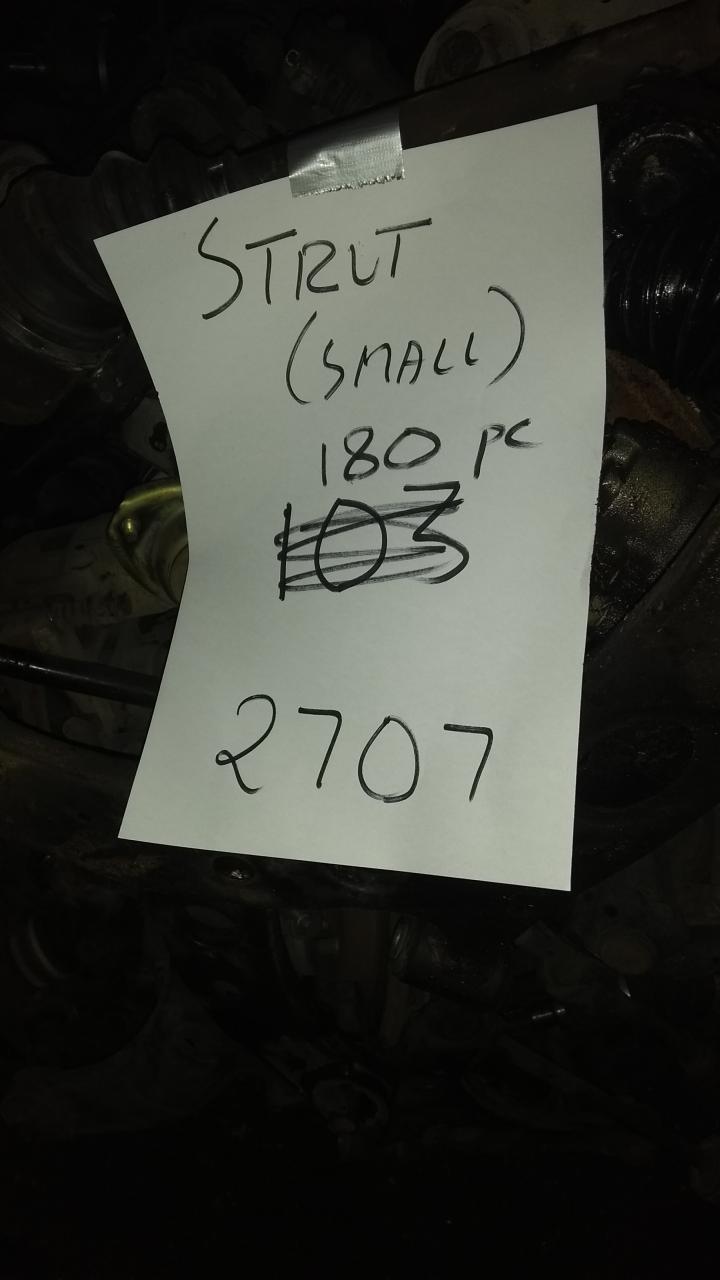 STRUT
(SMALL)
180 PC
103
2707